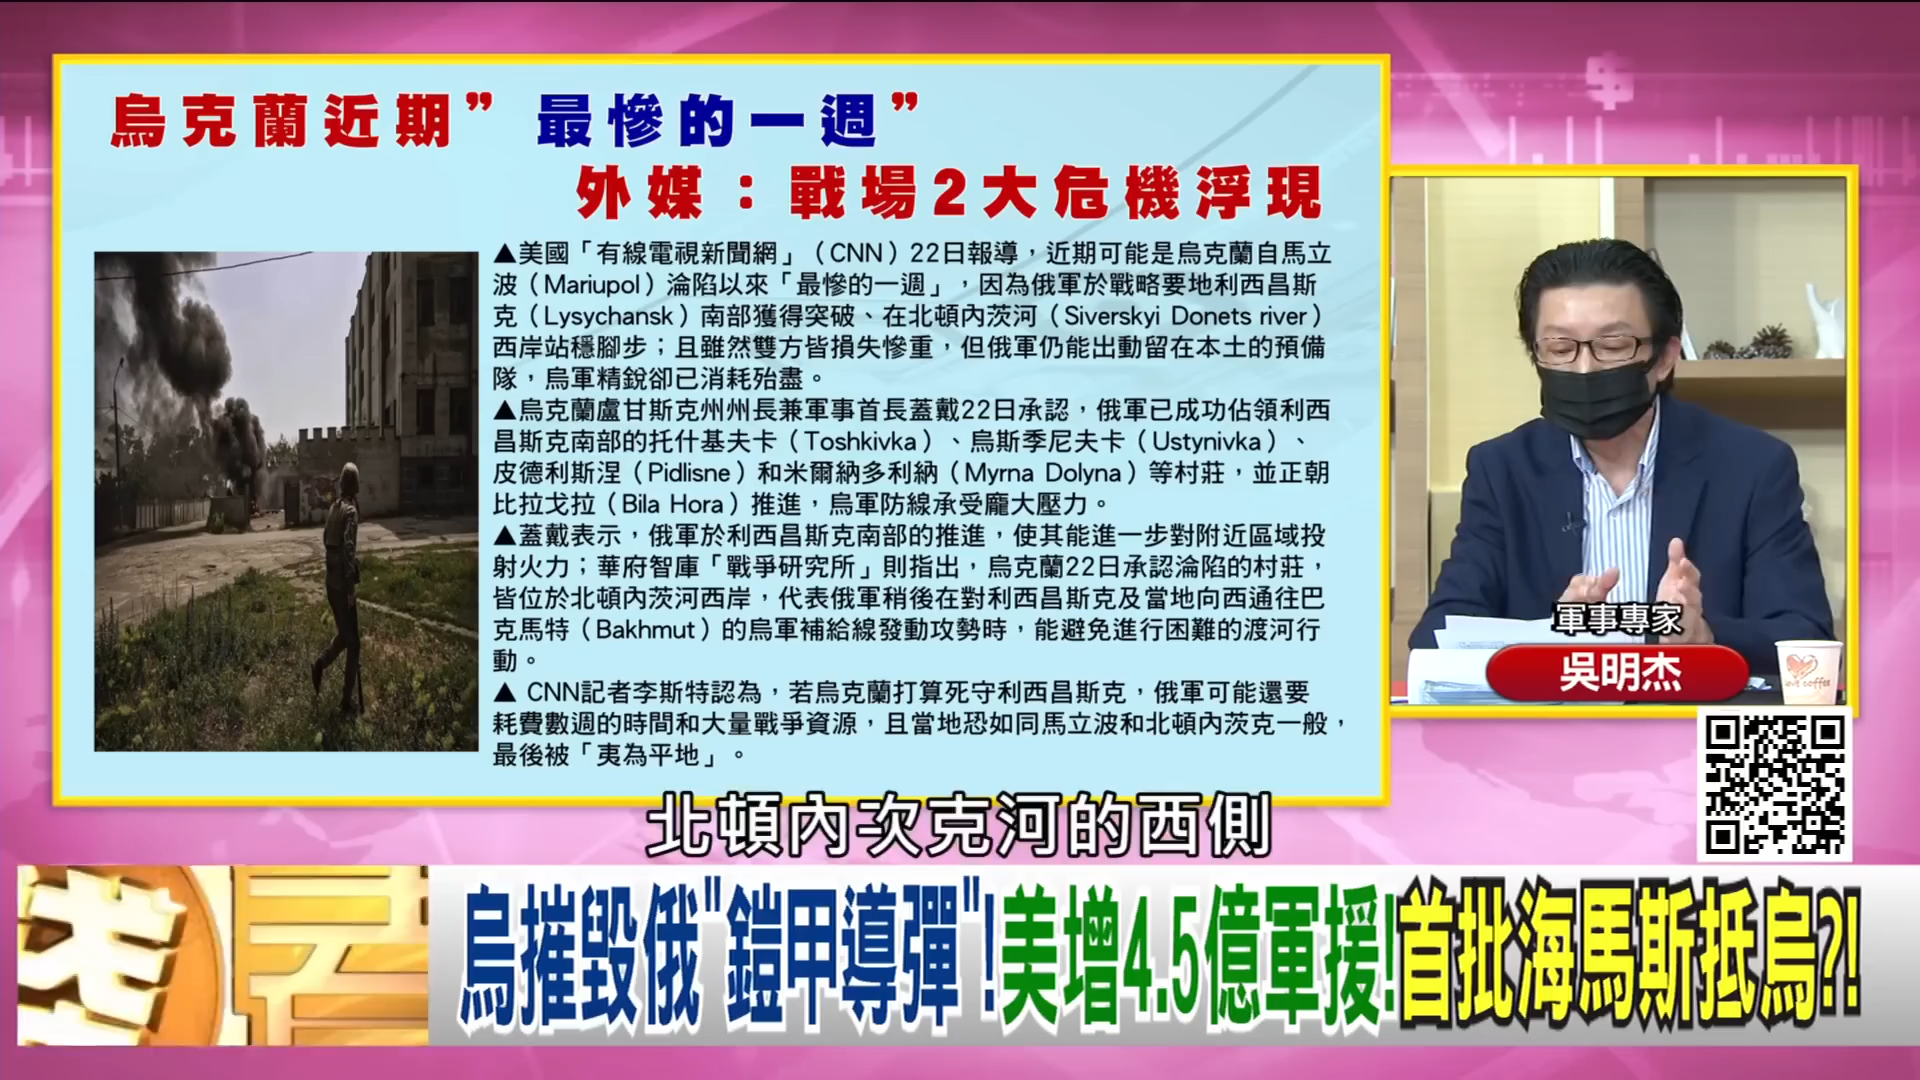 烏克蘭近期”最慘的一週”
外媒：戰場2大危機浮現
▲美國「有線電視新聞網」（CNN）22日報導，近期可能是烏克蘭自馬立
波（Mariupol）淪陷以來「最慘的一週」，因為俄軍於戰略要地利西昌斯
克（Lysychansk）南部獲得突破、在北頓內茨河（Siverskyi Donets river）
西岸站穩腳步；且雖然雙方皆損失慘重，但俄軍仍能出動留在本土的預備
隊，烏軍精銳卻已消耗殆盡。
▲烏克蘭盧甘斯克州州長兼軍事首長蓋戴22日承認，俄軍已成功佔領利西
昌斯克南部的托什基夫卡（Toshkivka）、烏斯季尼夫卡（Ustynivka）、
皮德利斯涅（Pidlisne）和米爾納多利納（Myrna Dolyna）等村莊，並正朝
比拉戈拉（Bila Hora）推進，烏軍防線承受龐大壓力。
▲蓋戴表示，俄軍於利西昌斯克南部的推進，使其能進一步對附近區域投
射火力；華府智庫「戰爭研究所」則指出，烏克蘭22日承認淪陷的村莊，
皆位於北頓內茨河西岸，代表俄軍稍後在對利西昌斯克及當地向西通往巴
克馬特（Bakhmut）的烏軍補給線發動攻勢時，能避免進行困難的渡河行
動。
▲ CNN記者李斯特認為，若烏克蘭打算死守利西昌斯克，俄軍可能還要
耗費數週的時間和大量戰爭資源，且當地恐如同馬立波和北頓內茨克一般，
最後被「夷為平地」。
軍事專家
吳明杰
love coffee
北頓內次克河的西側
烏摧毀俄"鎧甲導彈"!美增4.5億軍援!首批海馬斯抵烏?!